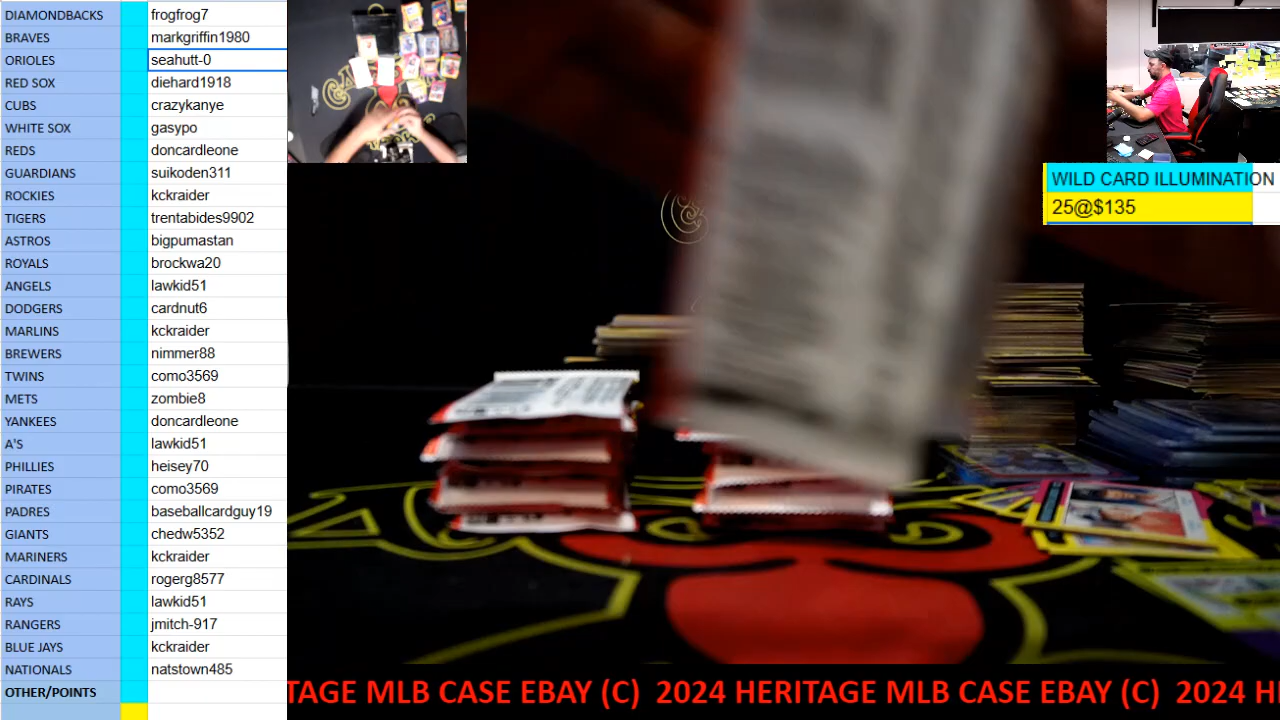 DIAMONDBACKS frogfrog7
BRAVES markgriffin1980
ORIOLES seahutt-0
RED SOX diehard1918
CUBS crazykanye
WHITE SOX gasypo
REDS doncardleone
GUARDIANS suikoden311
ROCKIES kckraider
TIGERS trentabides9902
ASTROS bigpumastan
ROYALS brockwa20
ANGELS lawkid51
DODGERS cardnut6
MARLINS kckraider
BREWERS nimmer88
TWINS como3569
METS zombie8
YANKEES doncardleone
A'S lawkid51
PHILLIES heisey70
PIRATES como3569
PADRES baseballcardguy19
GIANTS chedw5352
MARINERS kckraider
CARDINALS rogerg8577
RAYS lawkid51
RANGERS jmitch-917
BLUE JAYS kckraider
NATIONALS natstown485
OTHER/POINTS
WILD CARD ILLUMINATION
25@$135
TAGE MLB CASE EBAY (C) 2024 HERITAGE MLB CASE EBAY (C) 2024 H